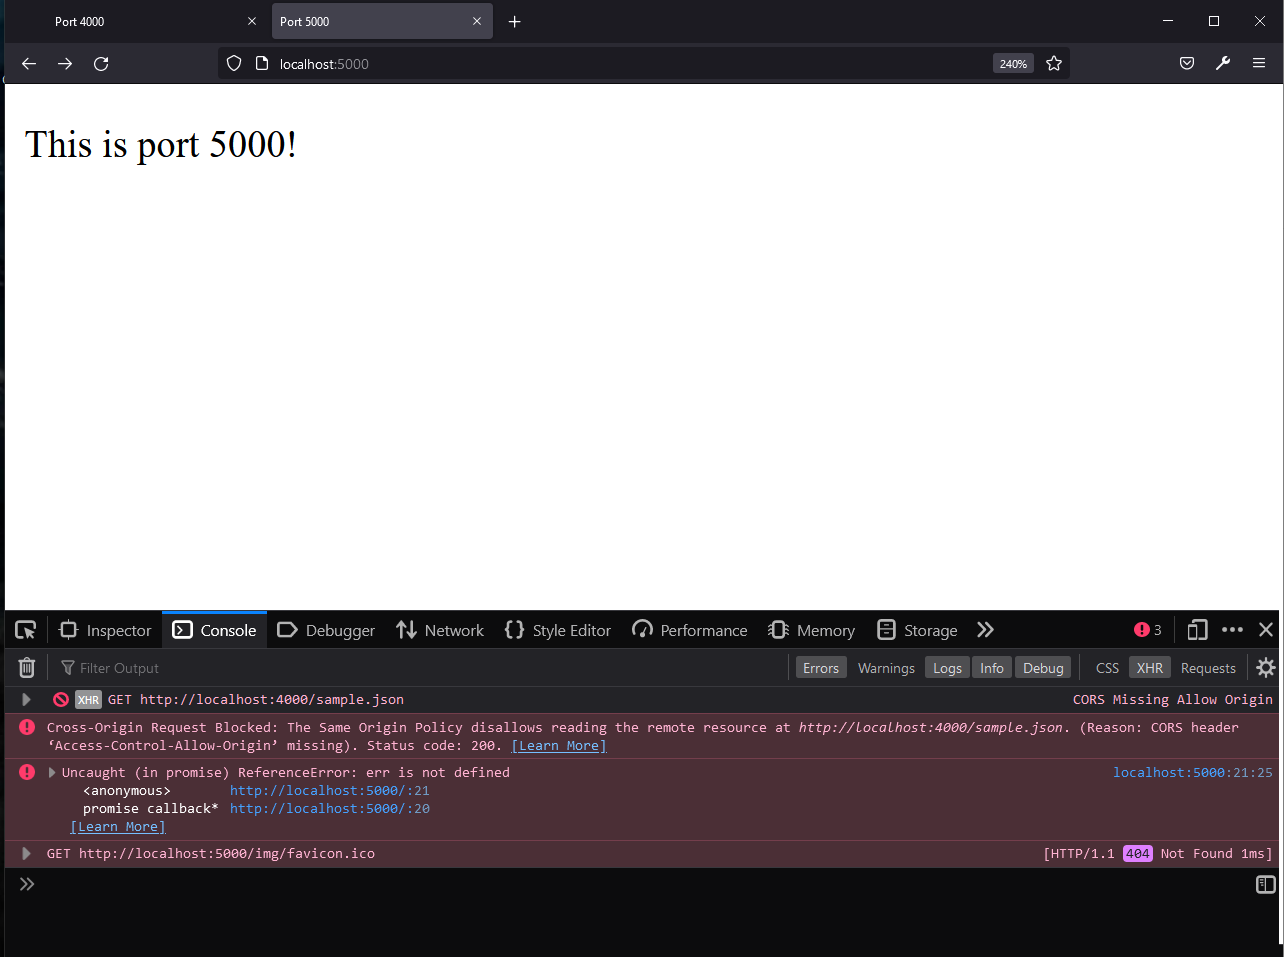 Port 4000
Port 5000
localhost:5000
240%
This is port 5000!
Inspector
Console
Debugger
Network
{} Style Editor
Performance
Memory
Storage
3
Filter Output
Errors Warnings Logs Info Debug CSS XHR Requests
XHR GET http://localhost:4000/sample.json CORS Missing Allow Origin
Cross-Origin Request Blocked: The Same Origin Policy disallows reading the remote resource at http://localhost:4000/sample.json. (Reason: CORS header
‘Access-Control-Allow-Origin’ missing). Status code: 200. [Learn More]
Uncaught (in promise) ReferenceError: err is not defined localhost:5000:21:25
<anonymous> http://localhost:5000/:21
promise callback* http://localhost:5000/:20
[Learn More]
GET http://localhost:5000/img/favicon.ico [HTTP/1.1 404 Not Found 1ms]